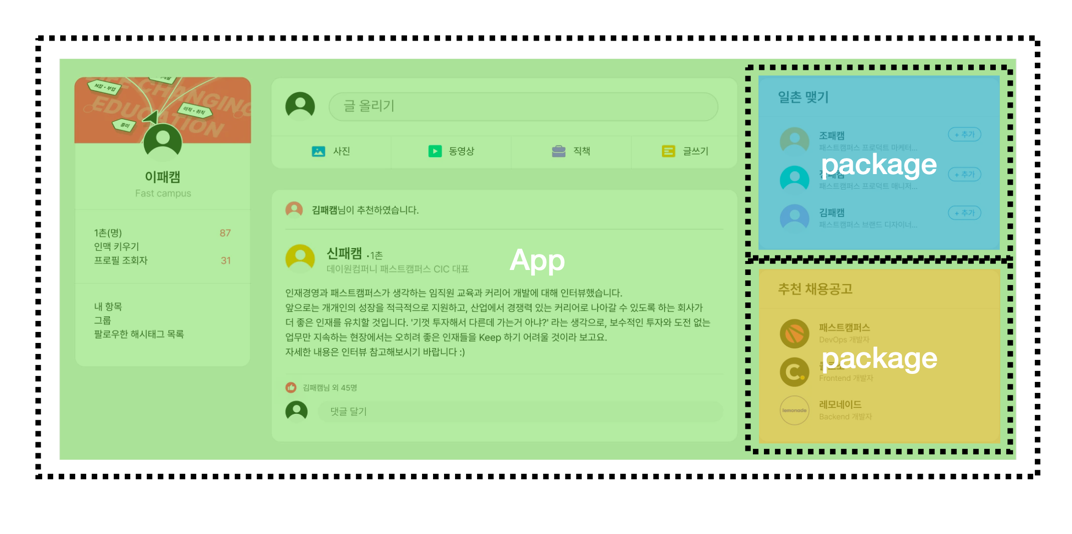 CHANGING
EDUCATION
이패캠
Fast campus
1촌(명) 87
인맥 키우기
프로필 조회자 31
내 항목
그룹
팔로우한 해시태그 목록
글 올리기
사진
동영상
직책
글쓰기
김패캠님이 추천하였습니다.
신패캠 •1촌
데이원컴퍼니 패스트캠퍼스 CIC 대표
App
인재경영과 패스트캠퍼스가 생각하는 임직원 교육과 커리어 개발에 대해 인터뷰했습니다.
앞으로는 개개인의 성장을 적극적으로 지원하고, 산업에서 경쟁력 있는 커리어로 나아갈 수 있도록 하는 회사가
더 좋은 인재를 유치할 것입니다. '기껏 투자해서 다른데 가는거 아냐?' 라는 생각으로, 보수적인 투자와 도전 없는
업무만 지속하는 현장에서는 오히려 좋은 인재들을 Keep 하기 어려울 것이라 보고요.
자세한 내용은 인터뷰 참고해보시기 바랍니다 :)
김패캠님 외 45명
댓글 달기
일촌 맺기
조패캠
+ 추가
패스트캠퍼스 프로덕트 마케터...
package
+ 추가
패스트캠퍼스 프로덕트 매니저...
김패캠
+ 추가
패스트캠퍼스 브랜드 디자이너...
추천 채용공고
패스트캠퍼스
DevOps 개발자
package
Frontend 개발자
레모네이드
Backend 개발자
lemonade